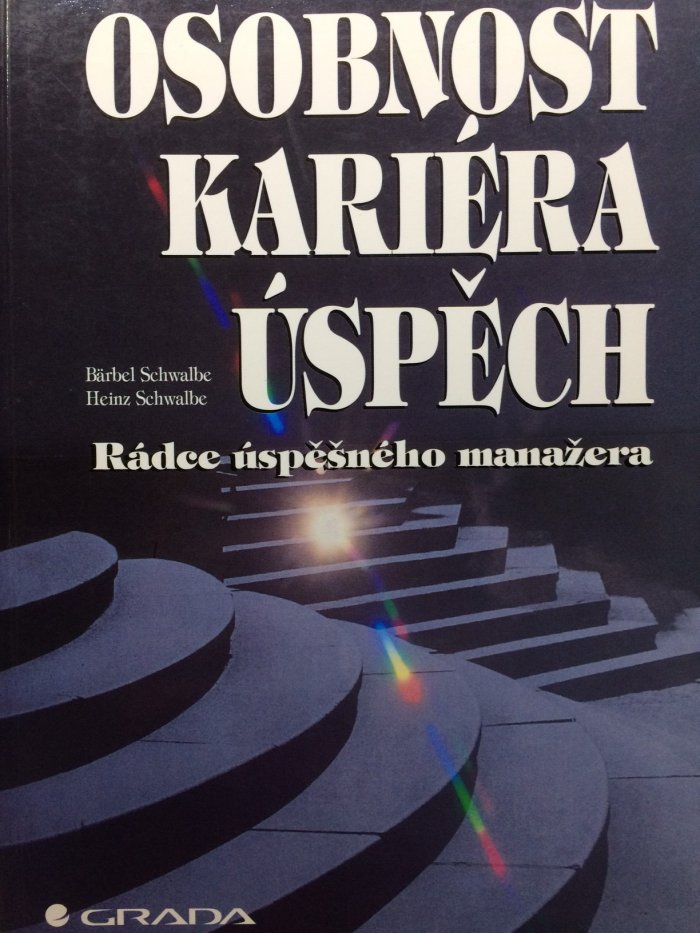 OSOBNOST
KARIÉRA
ÚSPĚCH
Bärbel Schwalbe
Heinz Schwalbe
Rádce úspěšného manažera
GRADA